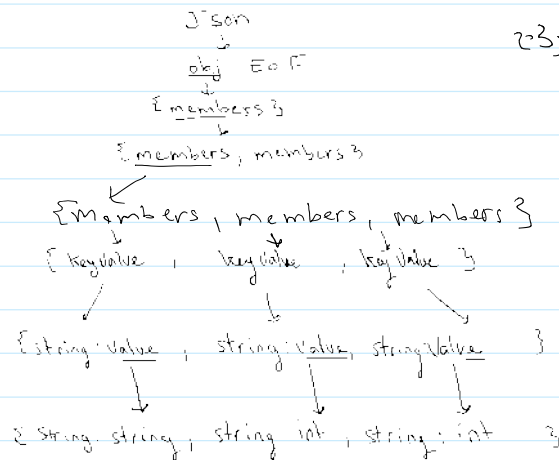 Json
obj EoF
{ members }
{ members, members }
{members, members, members }
{ keyvalue , keyvalue , keyValue }
{string: value , string: value, string Value }
{ string. string, string int , string: int }